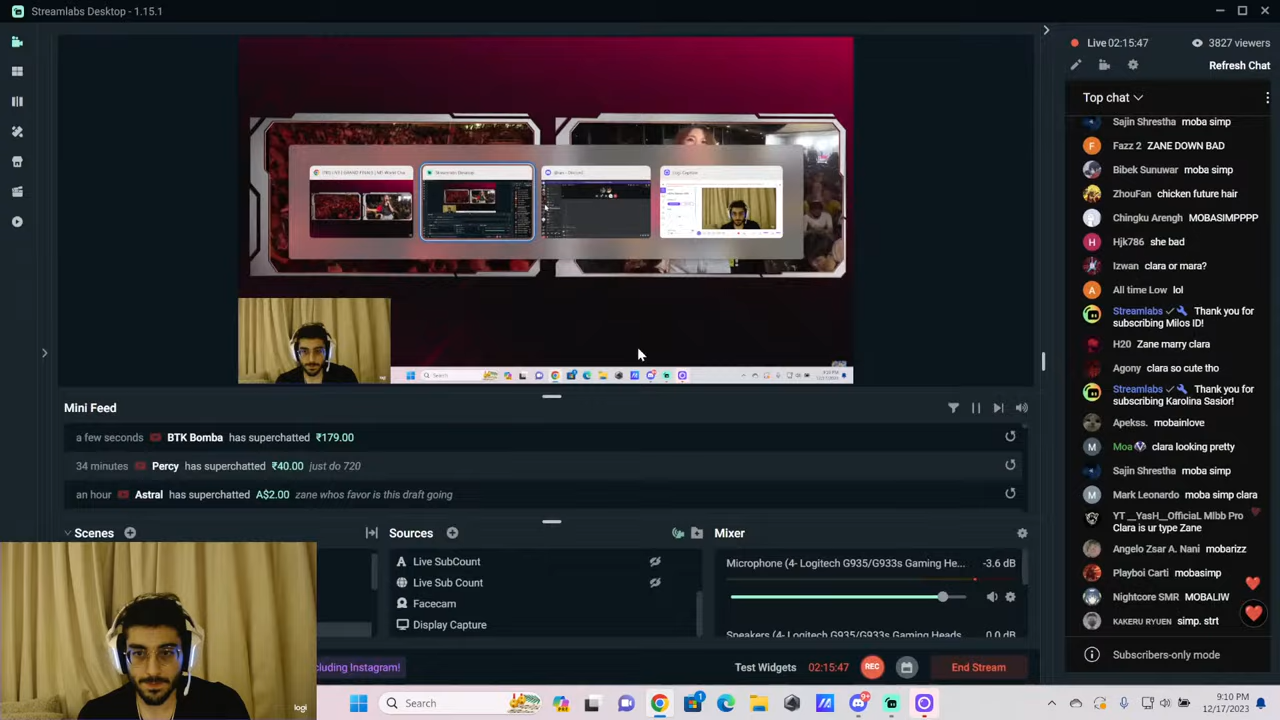 Streamlabs Desktop - 1.15.1
Live 02:15:47
3827 viewers
Refresh Chat
Top chat
Sajin Shrestha moba simp
2. 2 ZANE DOWN BAD
Pratik Sunuwar moba simp
chicken future hair
Chingku Arengh MOBASIMPPPP
Hjk786 she bad
Izwan clara or mara?
All time Low lol
Streamlabs Thank you for
subscribing Milos ID!
H20 Zane marry clara
Streamlabs Thank you for
subscribing Karolina Sasior!
Apekss. mobainlove
Moa clara looking pretty
Sajin Shrestha moba simp
Mark Leonardo moba simp clara
YT_YasH_OfficiaL Mlbb Pro
Clara is ur type Zane
Angelo Zsar A. Nani mobarizz
Playboi Carti mobasimp
Nightcore SMR MOBALIW
KAKERU RYUEN simp. strt
Subscribers-only mode
Search
Mini Feed
a few seconds BTK Bomba has superchatted ₹179.00
34 minutes Percy has superchatted ₹40.00 just do 720
an hour Astral has superchatted A$2.00 zane whos favor is this draft going
Scenes
Sources
Live SubCount
Live Sub Count
Facecam
Display Capture
Mixer
Microphone (4- Logitech G935/G933s Gaming He... -3.6 dB
Speakers (4- Logitech G935/G933s Gaming Heads... 0.0 dB
cluding Instagram!
Test Widgets
02:15:47
REC
End Stream
logi
Search
9:10 PM
12/17/2023